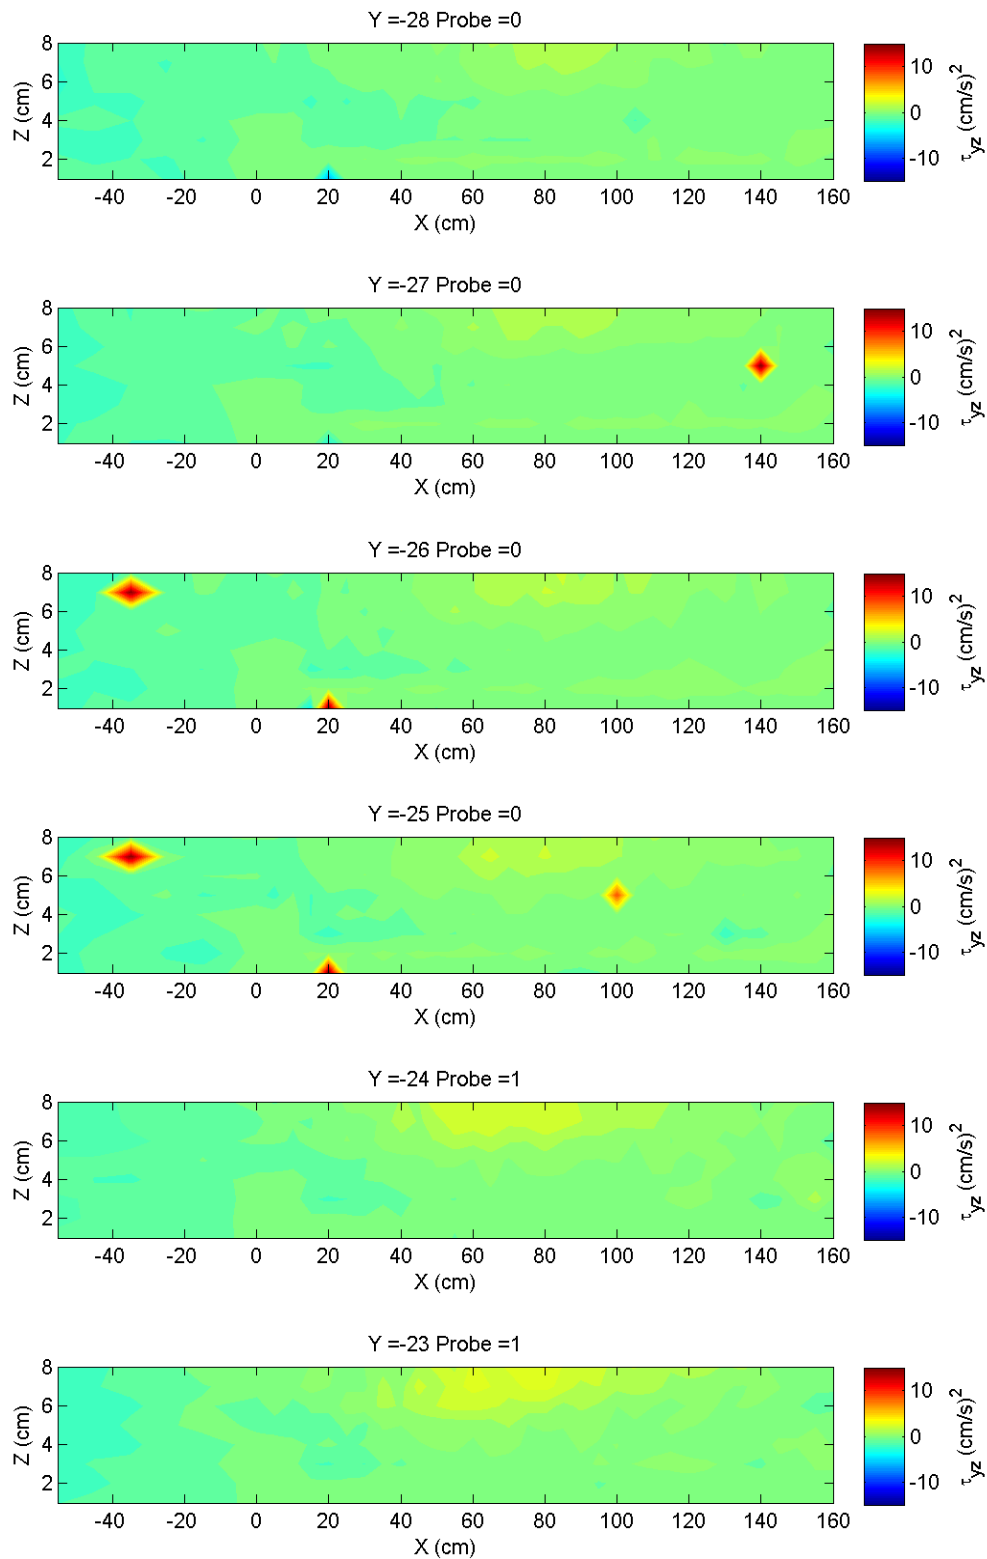 Y =-28 Probe =0
8
6
4
2
Z (cm)
-40 -20 0 20 40 60 80 100 120 140 160
X (cm)
10
0
-10
τyz (cm/s)2
Y =-27 Probe =0
8
6
4
2
Z (cm)
-40 -20 0 20 40 60 80 100 120 140 160
X (cm)
10
0
-10
τyz (cm/s)2
Y =-26 Probe =0
8
6
4
2
Z (cm)
-40 -20 0 20 40 60 80 100 120 140 160
X (cm)
10
0
-10
τyz (cm/s)2
Y =-25 Probe =0
8
6
4
2
Z (cm)
-40 -20 0 20 40 60 80 100 120 140 160
X (cm)
10
0
-10
τyz (cm/s)2
Y =-24 Probe =1
8
6
4
2
Z (cm)
-40 -20 0 20 40 60 80 100 120 140 160
X (cm)
10
0
-10
τyz (cm/s)2
Y =-23 Probe =1
8
6
4
2
Z (cm)
-40 -20 0 20 40 60 80 100 120 140 160
X (cm)
10
0
-10
τyz (cm/s)2